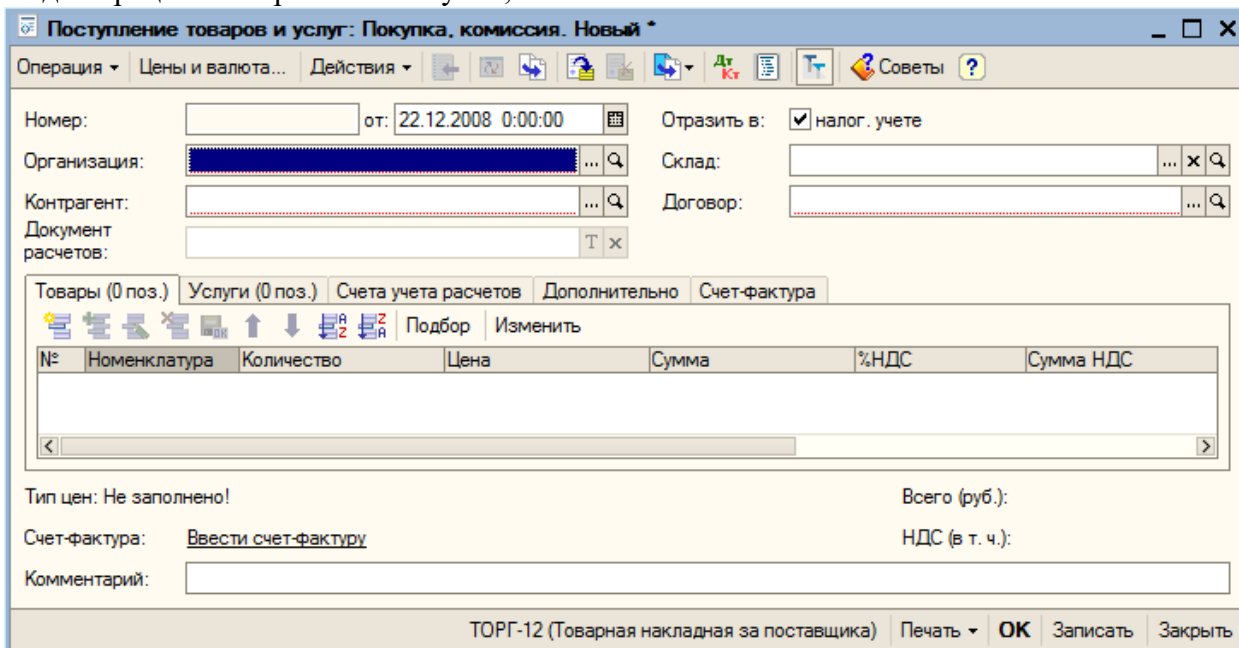 Поступление товаров и услуг: Покупка, комиссия. Новый *
Операция Цены и валюта... Действия Дт Кт Тт Советы ?
Номер: от: 22.12.2008 0:00:00 Отразить в: налог. учете
Организация: ... Склад: ... x
Контрагент: ... Договор: ...
Документ
расчетов: T x
Товары (0 поз.) Услуги (0 поз.) Счета учета расчетов Дополнительно Счет-фактура
Подбор Изменить
№ Номенклатура Количество Цена Сумма %НДС Сумма НДС
Тип цен: Не заполнено! Всего (руб.):
Счет-фактура: Ввести счет-фактуру НДС (в т. ч.):
Комментарий:
ТОРГ-12 (Товарная накладная за поставщика) Печать OK Записать Закрыть